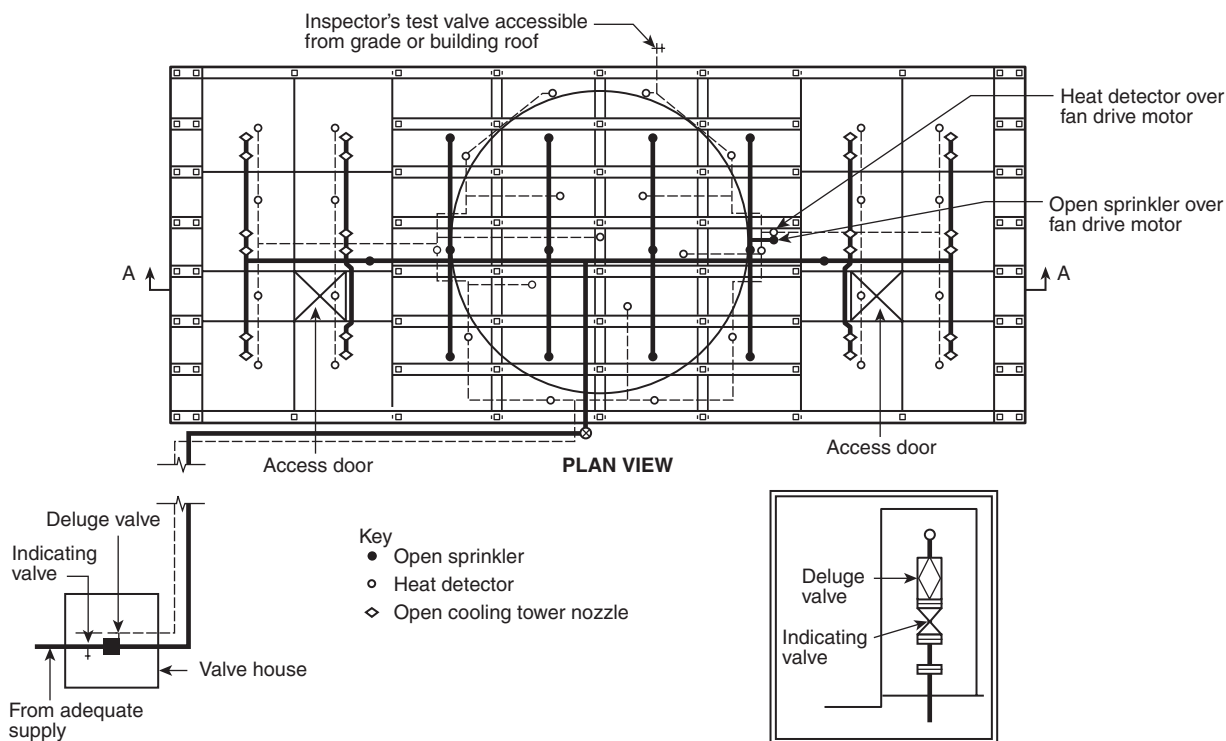 Inspector's test valve accessible
from grade or building roof
Heat detector over
fan drive motor
Open sprinkler over
fan drive motor
A
A
Access door
PLAN VIEW
Access door
Deluge valve
Indicating
valve
Valve house
From adequate
supply
Key
Open sprinkler
Heat detector
Open cooling tower nozzle
Deluge
valve
Indicating
valve